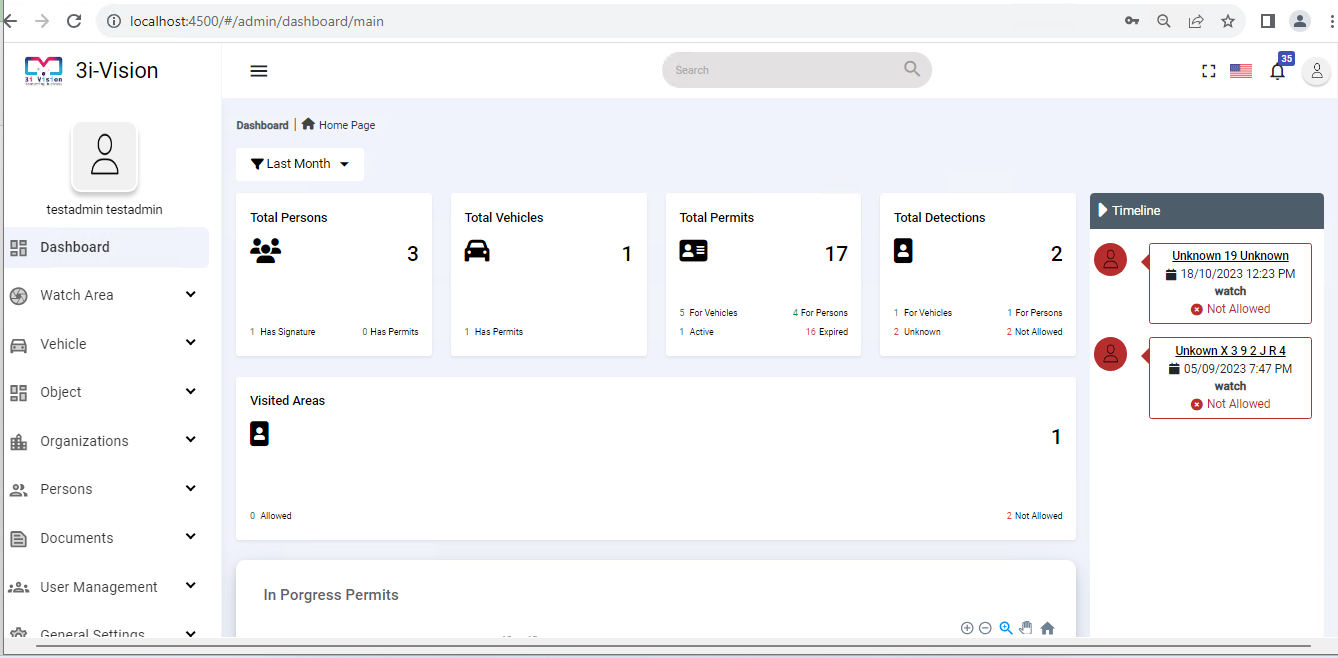 localhost:4500/#/admin/dashboard/main
3i-Vision
3i Vision
Search
35
testadmin testadmin
Dashboard
Watch Area
Vehicle
Object
Organizations
Persons
Documents
User Management
General Settings
Dashboard | Home Page
Last Month
Total Persons
3
1 Has Signature
0 Has Permits
Total Vehicles
1
1 Has Permits
Total Permits
17
5 For Vehicles
4 For Persons
1 Active
16 Expired
Total Detections
2
1 For Vehicles
1 For Persons
2 Unknown
2 Not Allowed
Visited Areas
1
0 Allowed
2 Not Allowed
In Porgress Permits
Timeline
Unknown 19 Unknown
18/10/2023 12:23 PM
watch
Not Allowed
Unkown X 3 9 2 J R 4
05/09/2023 7:47 PM
watch
Not Allowed